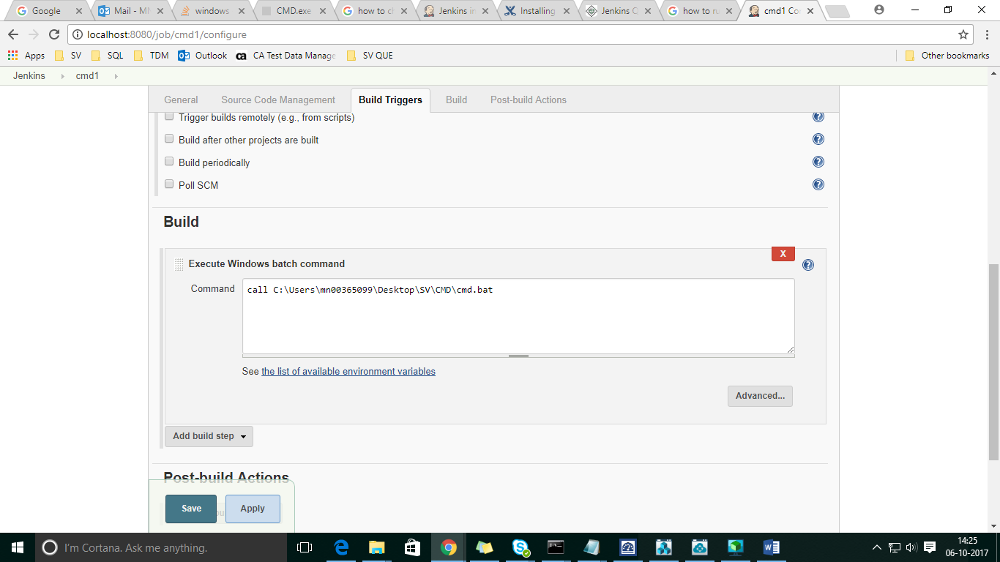 Google
Mail - M
windows
CMD.exe
how to c
Jenkins in
Installing
Jenkins Q
how to r
cmd1 Co
localhost:8080/job/cmd1/configure
Apps
SV
SQL
TDM
Outlook
ca
CA Test Data Manage
SV QUE
Other bookmarks
Jenkins
cmd1
General
Source Code Management
Build Triggers
Build
Post-build Actions
Trigger builds remotely (e.g., from scripts)
Build after other projects are built
Build periodically
Poll SCM
Build
X
Execute Windows batch command
Command
call C:\Users\mn00365099\Desktop\SV\CMD\cmd.bat
See the list of available environment variables
Advanced...
Add build step
Post-build Actions
Save
Apply
I'm Cortana. Ask me anything.
14:25
06-10-2017